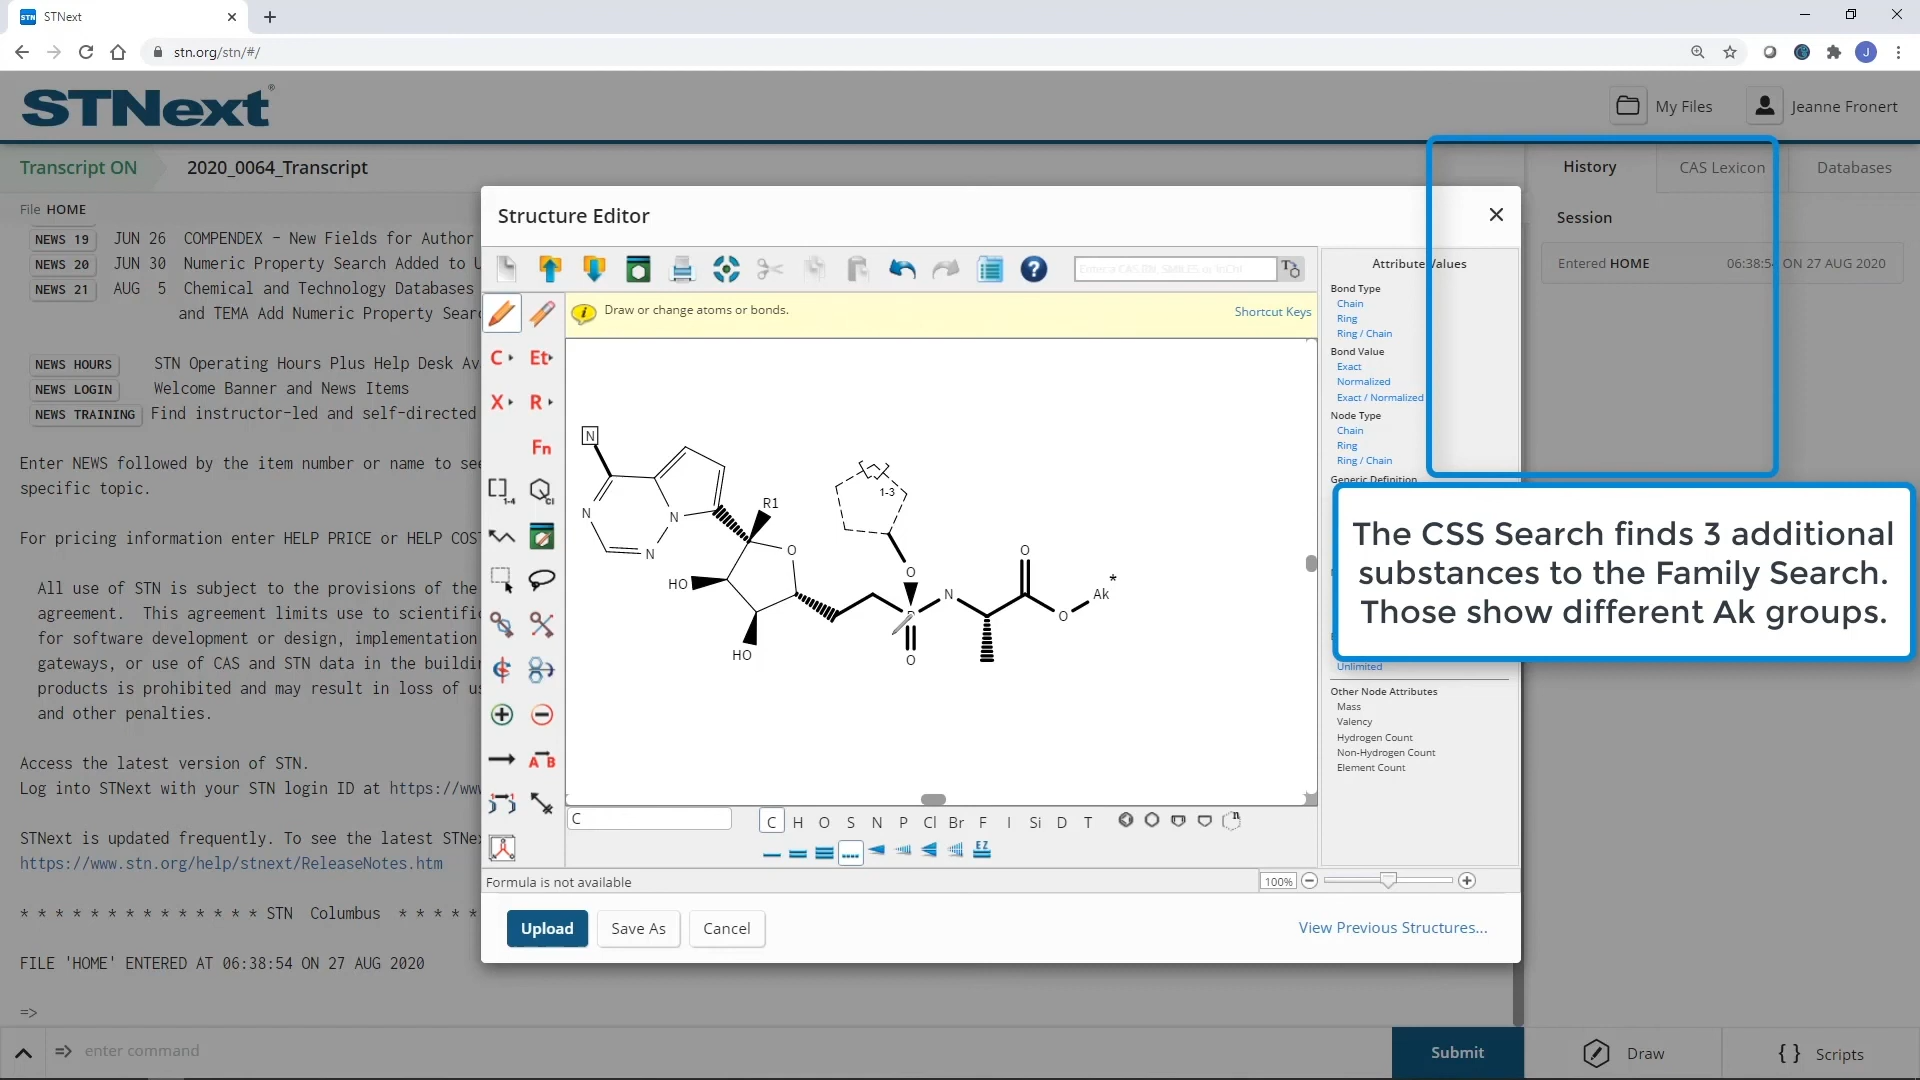 STNext
stn.org/stn/#/
J
STNext®
My Files
Jeanne Fronert
Transcript ON
2020_0064_Transcript
History
CAS Lexicon
Databases
File HOME
Session
Entered HOME
ON 27 AUG 2020
NEWS 19 JUN 26 COMPENDEX - New Fields for Author
NEWS 20 JUN 30 Numeric Property Search Added to
NEWS 21 AUG 5 Chemical and Technology Databases
and TEMA Add Numeric Property
NEWS HOURS STN Operating Hours Plus Help Desk
NEWS LOGIN Welcome Banner and News Items
NEWS TRAINING Find instructor-led and self-directed
Enter NEWS followed by the item number or name to
specific topic.
For pricing information enter HELP PRICE or HELP
All use of STN is subject to the provisions of the
agreement. This agreement limits use to
for software development or design, implementation
gateways, or use of CAS and STN data in the
products is prohibited and may result in loss of
and other penalties.
Access the latest version of STN.
Log into STNext with your STN login ID at
STNext is updated frequently. To see the latest
https://www.stn.org/help/stnext/ReleaseNotes.htm
* * * * * * * * * * * * * * STN Columbus * * * * *
FILE 'HOME' ENTERED AT 06:38:54 ON 27 AUG 2020
=>
Structure Editor
Draw or change atoms or bonds.
Shortcut Keys
C
Et
X
R
Fn
1-4
Cl
A B
N
N
N
N
R1
O
HO
HO
1-3
O
O
N
O
O
Ak
*
Attribute Values
Bond Type
Chain
Ring
Ring / Chain
Bond Value
Exact
Normalized
Exact / Normalized
Node Type
Chain
Ring
Ring / Chain
Generic Definition
Unlimited
Other Node Attributes
Mass
Valency
Hydrogen Count
Non-Hydrogen Count
Element Count
The CSS Search finds 3 additional
substances to the Family Search.
Those show different Ak groups.
C
C H O S N P Cl Br F I Si D T
n
EZ
Formula is not available
100%
Upload
Save As
Cancel
View Previous Structures...
=> enter command
Submit
Draw
{ } Scripts